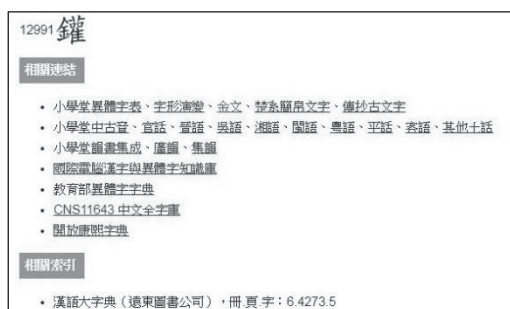 12991 鑵
相關連結
• 小學堂異體字表、字形演變、金文、楚系簡帛文字、傳抄古文字
• 小學堂中古音、官話、晉語、吳語、湘語、閩語、粵語、平話、客語、其他土話
• 小學堂韻書集成、廣韻、集韻
• 國際電腦漢字與異體字知識庫
• 教育部異體字字典
• CNS11643 中文全字庫
• 開放康熙字典
相關索引
• 漢語大字典（遠東圖書公司），冊.頁.字：6.4273.5